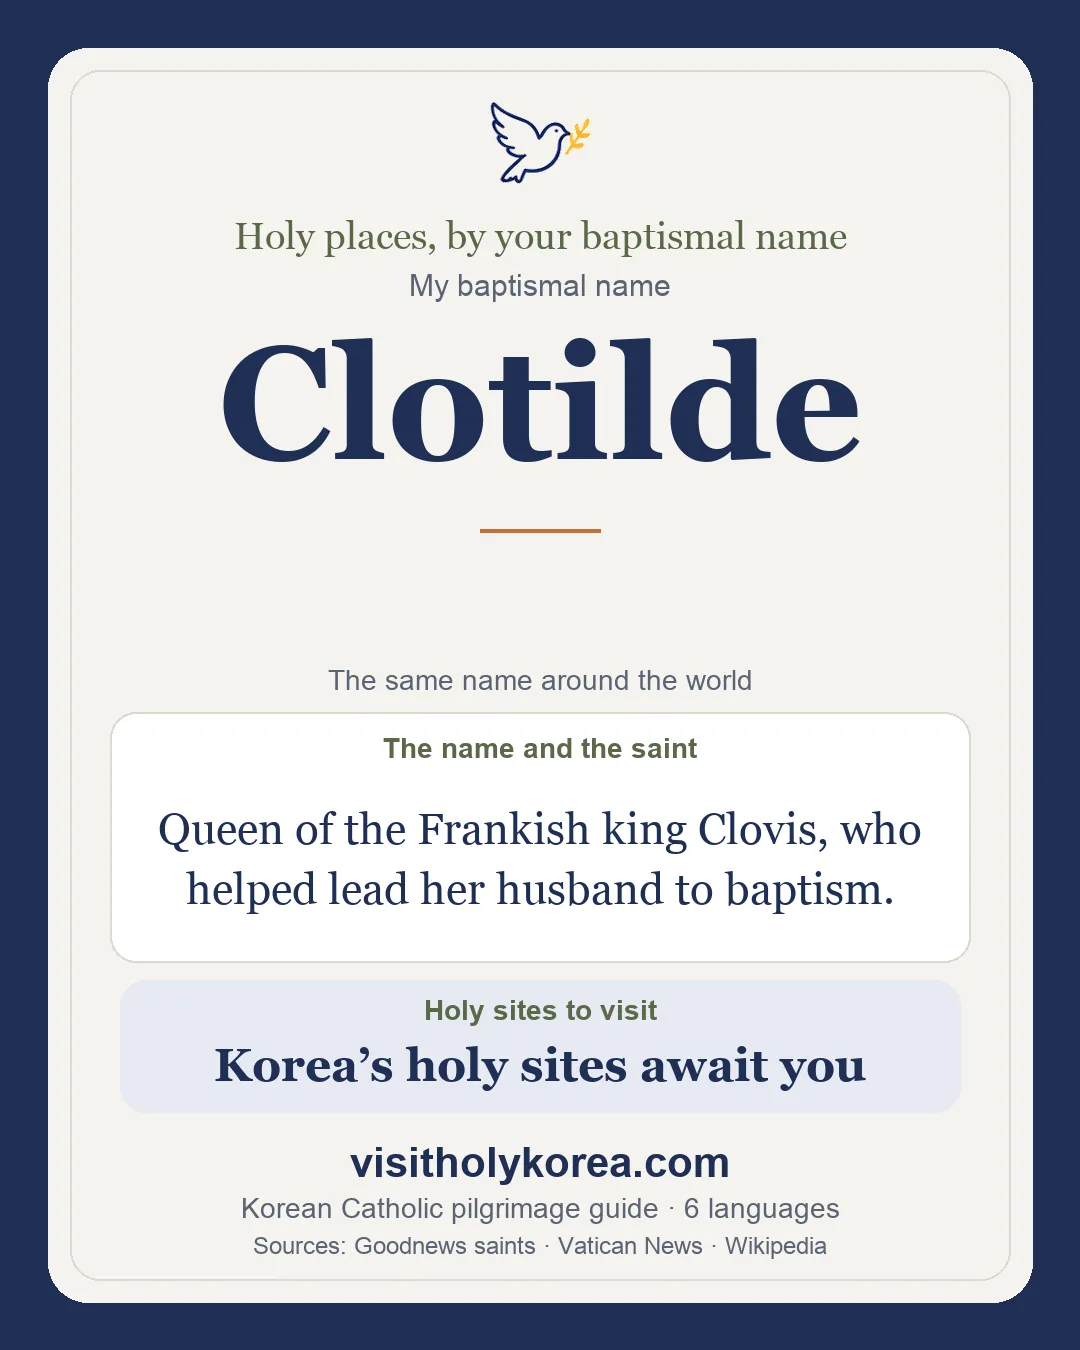 Holy places, by your baptismal name
My baptismal name
Clotilde
The same name around the world
The name and the saint
Queen of the Frankish king Clovis, who
helped lead her husband to baptism.
Holy sites to visit
Korea’s holy sites await you
visitholykorea.com
Korean Catholic pilgrimage guide · 6 languages
Sources: Goodnews saints · Vatican News · Wikipedia